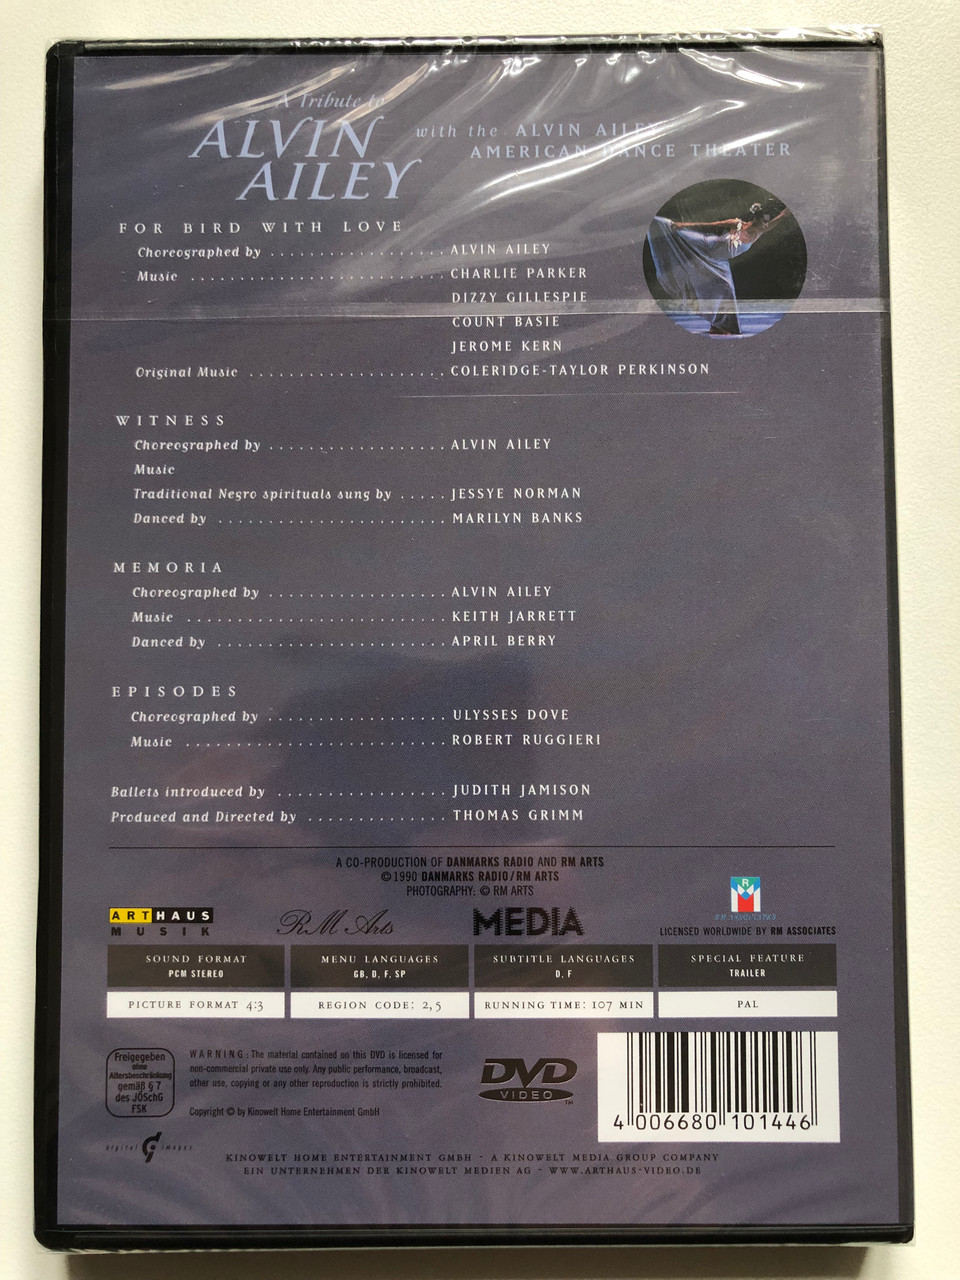 A Tribute to
ALVIN AILEY
with the ALVIN AILEY
AMERICAN DANCE THEATER
FOR BIRD WITH LOVE
Choreographed by .................. ALVIN AILEY
Music .......................... CHARLIE PARKER
DIZZY GILLESPIE
COUNT BASIE
JEROME KERN
Original Music .................... COLERIDGE-TAYLOR PERKINSON
WITNESS
Choreographed by .................. ALVIN AILEY
Music
Traditional Negro spirituals sung by ..... JESSYE NORMAN
Danced by ....................... MARILYN BANKS
MEMORIA
Choreographed by .................. ALVIN AILEY
Music .......................... KEITH JARRETT
Danced by ....................... APRIL BERRY
EPISODES
Choreographed by .................. ULYSSES DOVE
Music .......................... ROBERT RUGGIERI
Ballets introduced by ................. JUDITH JAMISON
Produced and Directed by .............. THOMAS GRIMM
A CO-PRODUCTION OF DANMARKS RADIO AND RM ARTS
©1990 DANMARKS RADIO/RM ARTS
PHOTOGRAPHY: © RM ARTS
ARTHAUS
MUSIK
RM Arts
MEDIA
R
M
RM ASSOCIATES
LICENSED WORLDWIDE BY RM ASSOCIATES
SOUND FORMAT
PCM STEREO
MENU LANGUAGES
GB, D, F, SP
SUBTITLE LANGUAGES
D, F
SPECIAL FEATURE
TRAILER
PICTURE FORMAT 4:3
REGION CODE: 2,5
RUNNING TIME: 107 MIN
PAL
Freigegeben
ohne
Altersbeschränkung
gemäß § 7
des JÖSchG
FSK
WARNING: The material contained on this DVD is licensed for
non-commercial private use only. Any public performance, broadcast,
other use, copying or any other reproduction is strictly prohibited.
Copyright © by Kinowelt Home Entertainment GmbH
DVD
VIDEO
TM
4 006680 101446
digital images
KINOWELT HOME ENTERTAINMENT GMBH - A KINOWELT MEDIA GROUP COMPANY
EIN UNTERNEHMEN DER KINOWELT MEDIEN AG - WWW.ARTHAUS-VIDEO.DE